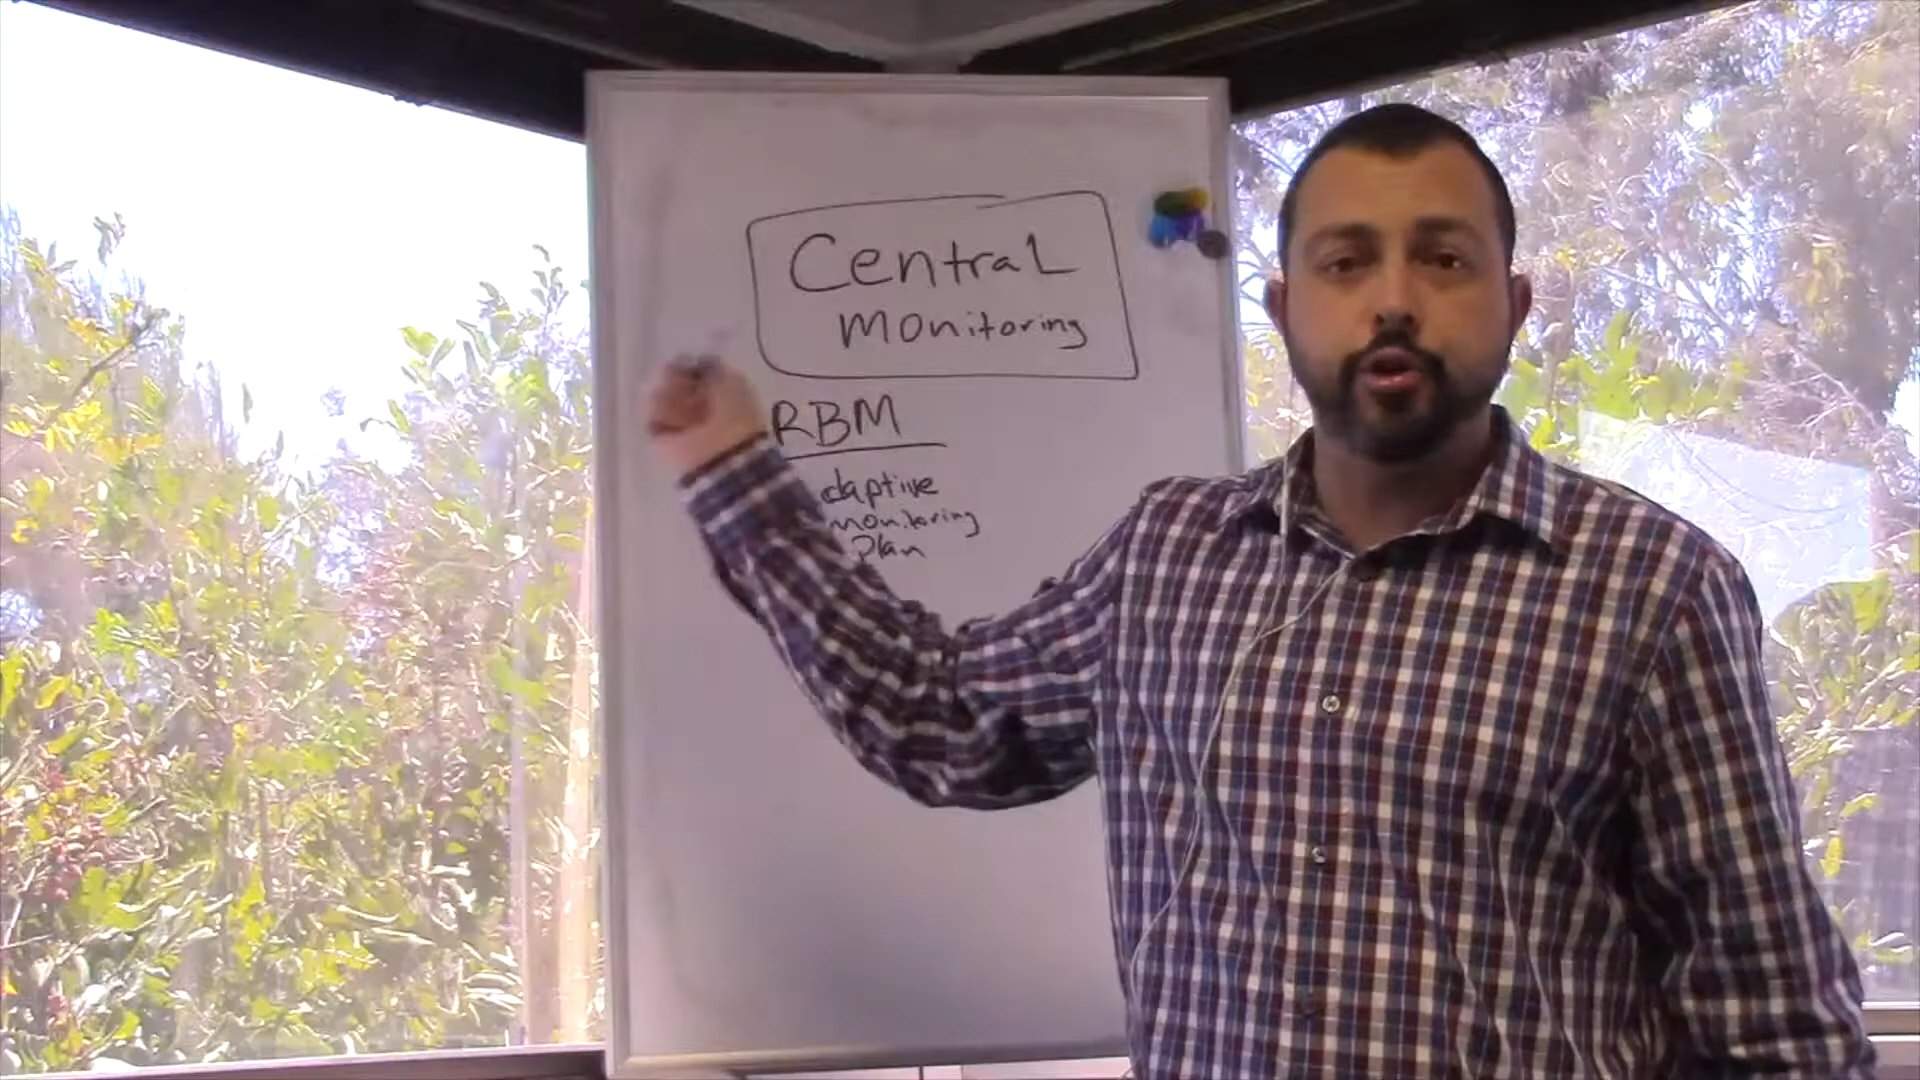 Central
monitoring
RBM
daptive
monitoring
plan